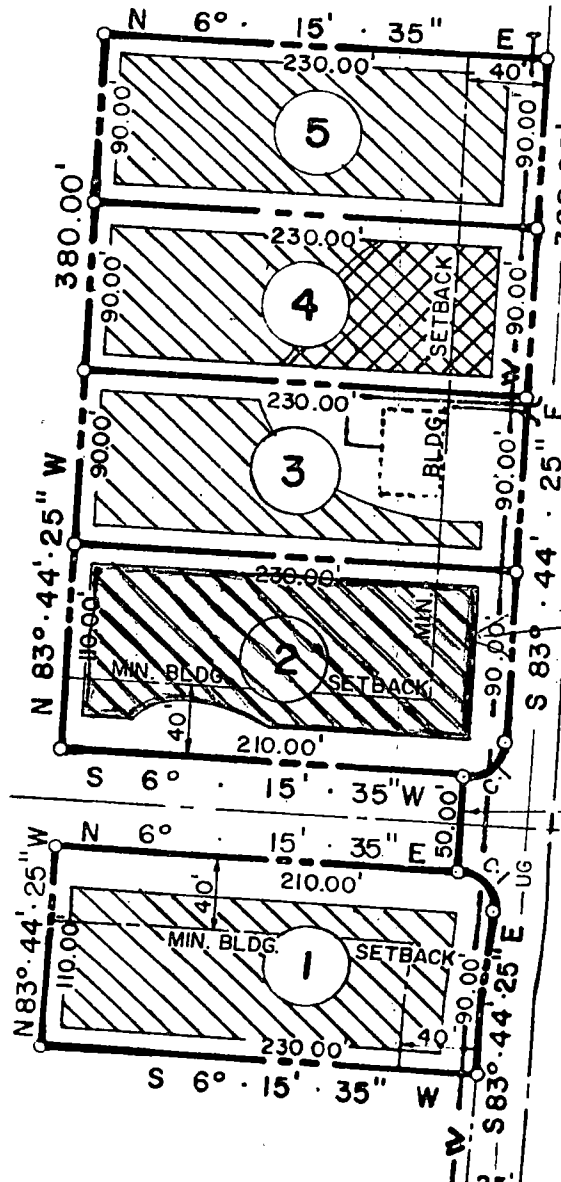 N 6° · 15' · 35" E
230.00'
40'
90.00'
5
90.00'
380.00'
230.00'
90.00'
4
SETBACK
90.00'
W
230.00'
90.00'
3
BLDG.
90.00'
E
N 83° · 44' · 25" W
230.00'
110.00'
2
MIN.
MIN. BLDG. SETBACK
40'
90.00'
S 83° · 44' · 25"
210.00'
S 6° · 15' · 35" W
50.00'
N 6° · 15' · 35" E
210.00'
UG
N 83° · 44' · 25" W
40'
110.00'
MIN. BLDG. SETBACK
1
90.00'
40'
230.00'
S 83° · 44' · 25" E
S 6° · 15' · 35" W
W